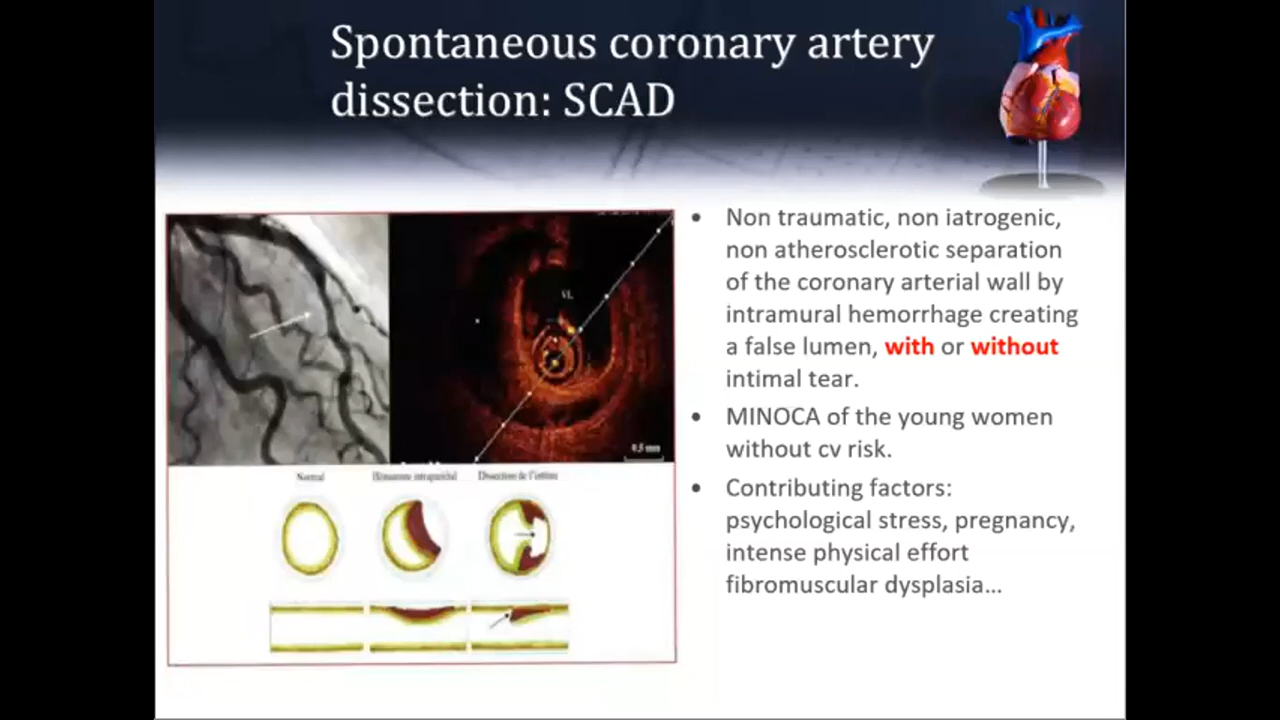 Spontaneous coronary artery
dissection: SCAD
• Non traumatic, non iatrogenic,
non atherosclerotic separation
of the coronary arterial wall by
intramural hemorrhage creating
a false lumen, with or without
intimal tear.
• MINOCA of the young women
without cv risk.
• Contributing factors:
psychological stress, pregnancy,
intense physical effort
fibromuscular dysplasia…
VL
0.5 mm
Normal
Hématome intrapariétal
Dissection de l'intima